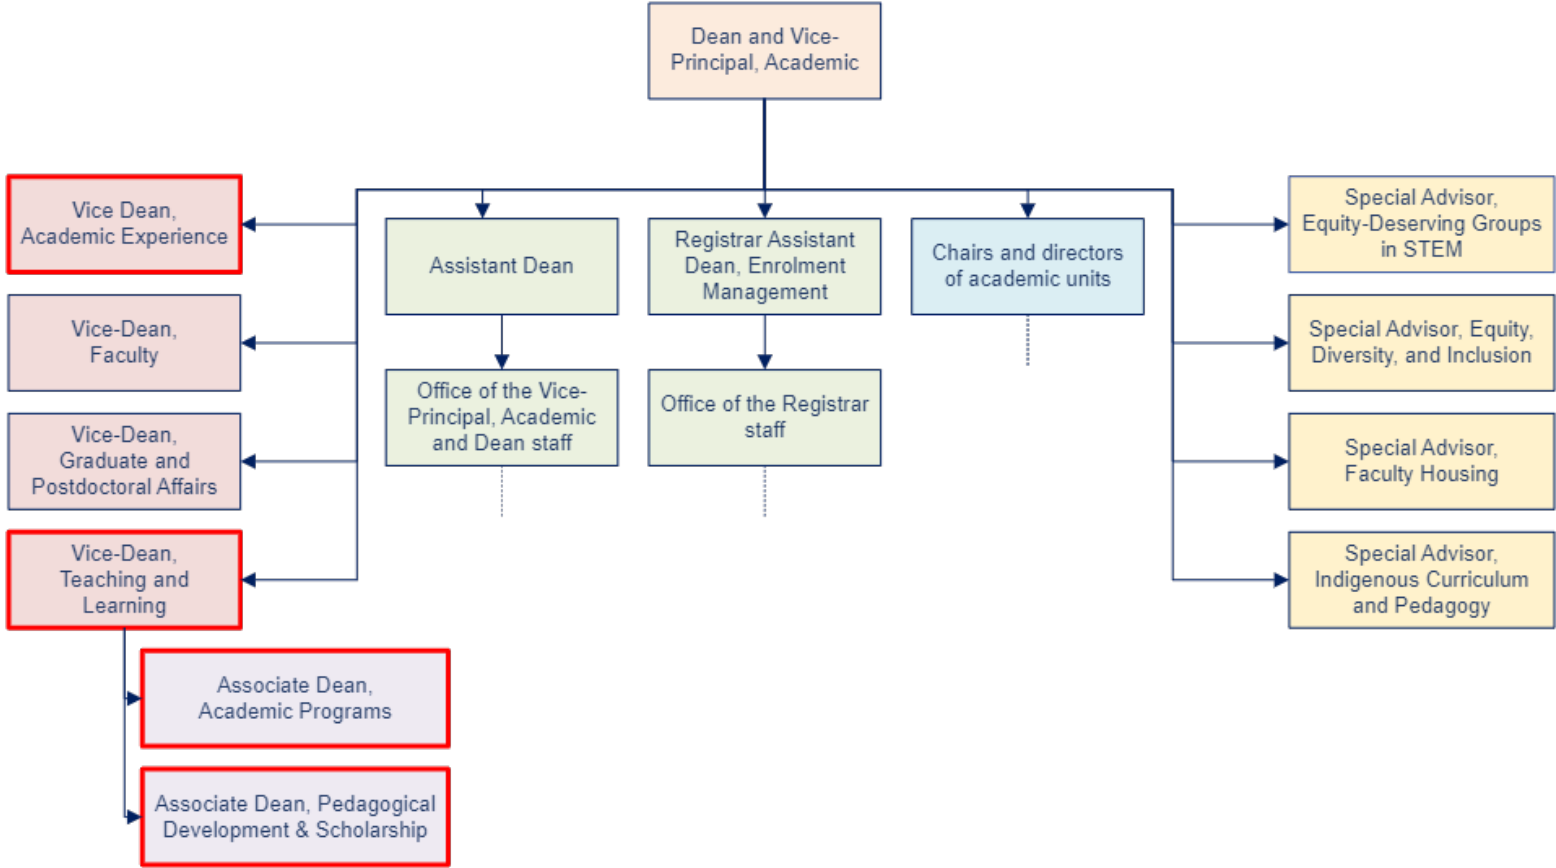 Dean and Vice-
Principal, Academic
Vice Dean,
Academic Experience
Vice-Dean,
Faculty
Vice-Dean,
Graduate and
Postdoctoral Affairs
Vice-Dean,
Teaching and
Learning
Associate Dean,
Academic Programs
Associate Dean, Pedagogical
Development & Scholarship
Assistant Dean
Office of the Vice-
Principal, Academic
and Dean staff
Registrar Assistant
Dean, Enrolment
Management
Office of the Registrar
staff
Chairs and directors
of academic units
Special Advisor,
Equity-Deserving Groups
in STEM
Special Advisor, Equity,
Diversity, and Inclusion
Special Advisor,
Faculty Housing
Special Advisor,
Indigenous Curriculum
and Pedagogy